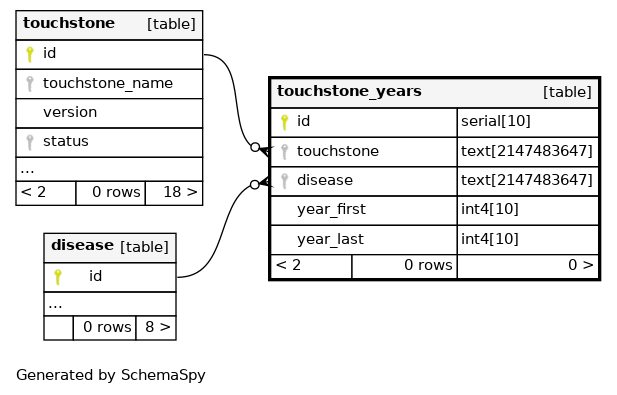 touchstone [table]
id
touchstone_name
version
status
...
< 2 0 rows 18 >
touchstone_years [table]
id serial[10]
touchstone text[2147483647]
disease text[2147483647]
year_first int4[10]
year_last int4[10]
< 2 0 rows 0 >
disease [table]
id
...
0 rows 8 >
Generated by SchemaSpy